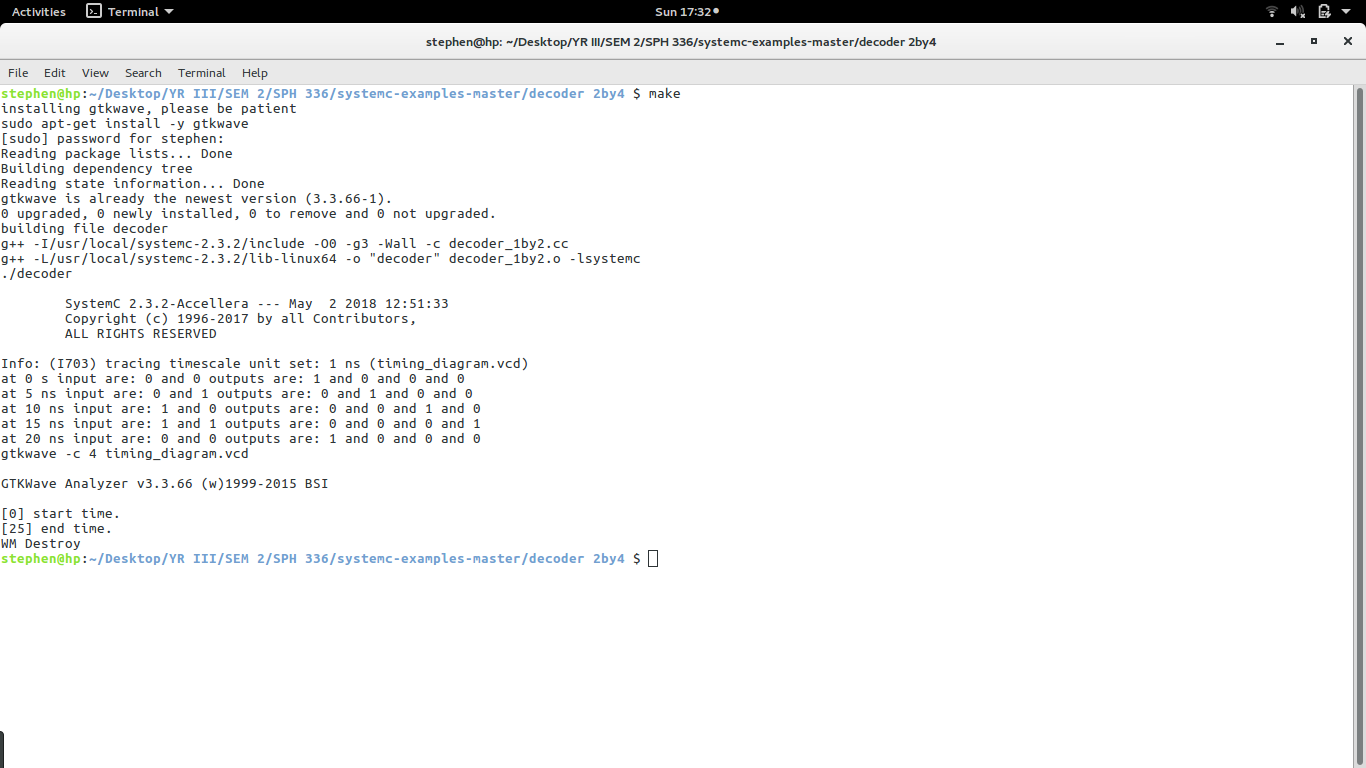 Activities Terminal Sun 17:32
stephen@hp: ~/Desktop/YR III/SEM 2/SPH 336/systemc-examples-master/decoder 2by4
File Edit View Search Terminal Help
stephen@hp:~/Desktop/YR III/SEM 2/SPH 336/systemc-examples-master/decoder 2by4 $ make
installing gtkwave, please be patient
sudo apt-get install -y gtkwave
[sudo] password for stephen:
Reading package lists... Done
Building dependency tree
Reading state information... Done
gtkwave is already the newest version (3.3.66-1).
0 upgraded, 0 newly installed, 0 to remove and 0 not upgraded.
building file decoder
g++ -I/usr/local/systemc-2.3.2/include -O0 -g3 -Wall -c decoder_1by2.cc
g++ -L/usr/local/systemc-2.3.2/lib-linux64 -o "decoder" decoder_1by2.o -lsystemc
./decoder
SystemC 2.3.2-Accellera --- May  2 2018 12:51:33
Copyright (c) 1996-2017 by all Contributors,
ALL RIGHTS RESERVED
Info: (I703) tracing timescale unit set: 1 ns (timing_diagram.vcd)
at 0 s input are: 0 and 0 outputs are: 1 and 0 and 0 and 0
at 5 ns input are: 0 and 1 outputs are: 0 and 1 and 0 and 0
at 10 ns input are: 1 and 0 outputs are: 0 and 0 and 1 and 0
at 15 ns input are: 1 and 1 outputs are: 0 and 0 and 0 and 1
at 20 ns input are: 0 and 0 outputs are: 1 and 0 and 0 and 0
gtkwave -c 4 timing_diagram.vcd
GTKWave Analyzer v3.3.66 (w)1999-2015 BSI
[0] start time.
[25] end time.
WM Destroy
stephen@hp:~/Desktop/YR III/SEM 2/SPH 336/systemc-examples-master/decoder 2by4 $